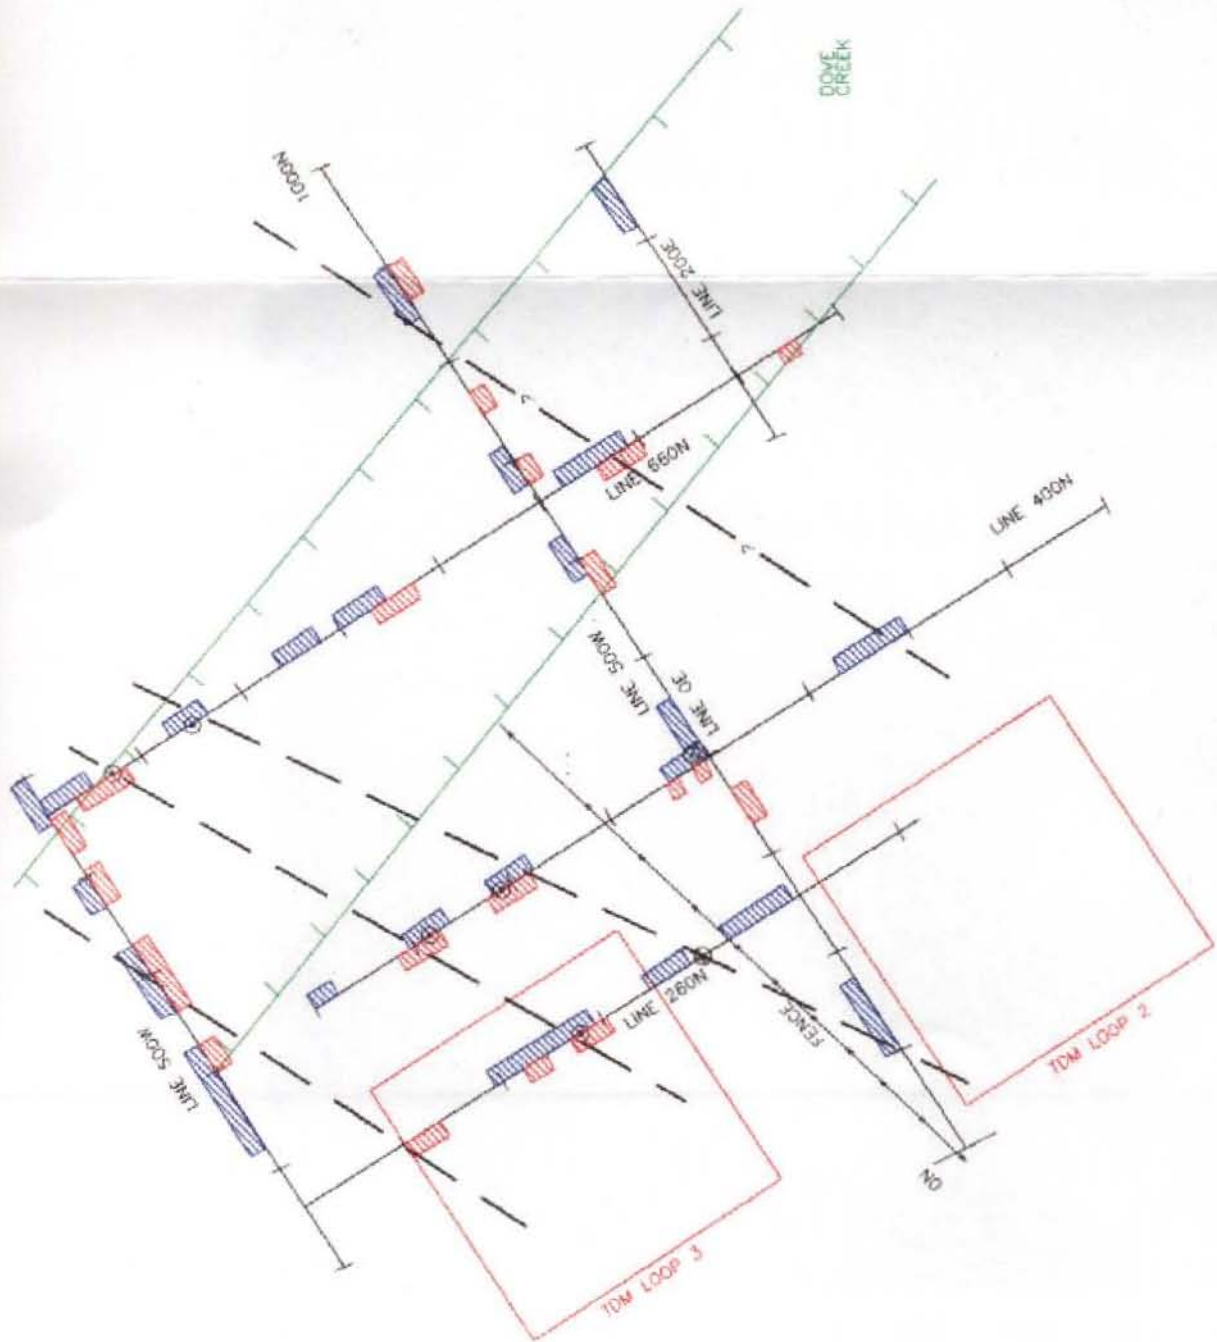 DOVE
CREEK
1000N
LINE 200E
LINE 660N
LINE 400N
LINE 500W
LINE 0E
?
?
LINE 260N
FENCE
LINE 500W
TDM LOOP 2
0N
TDM LOOP 3